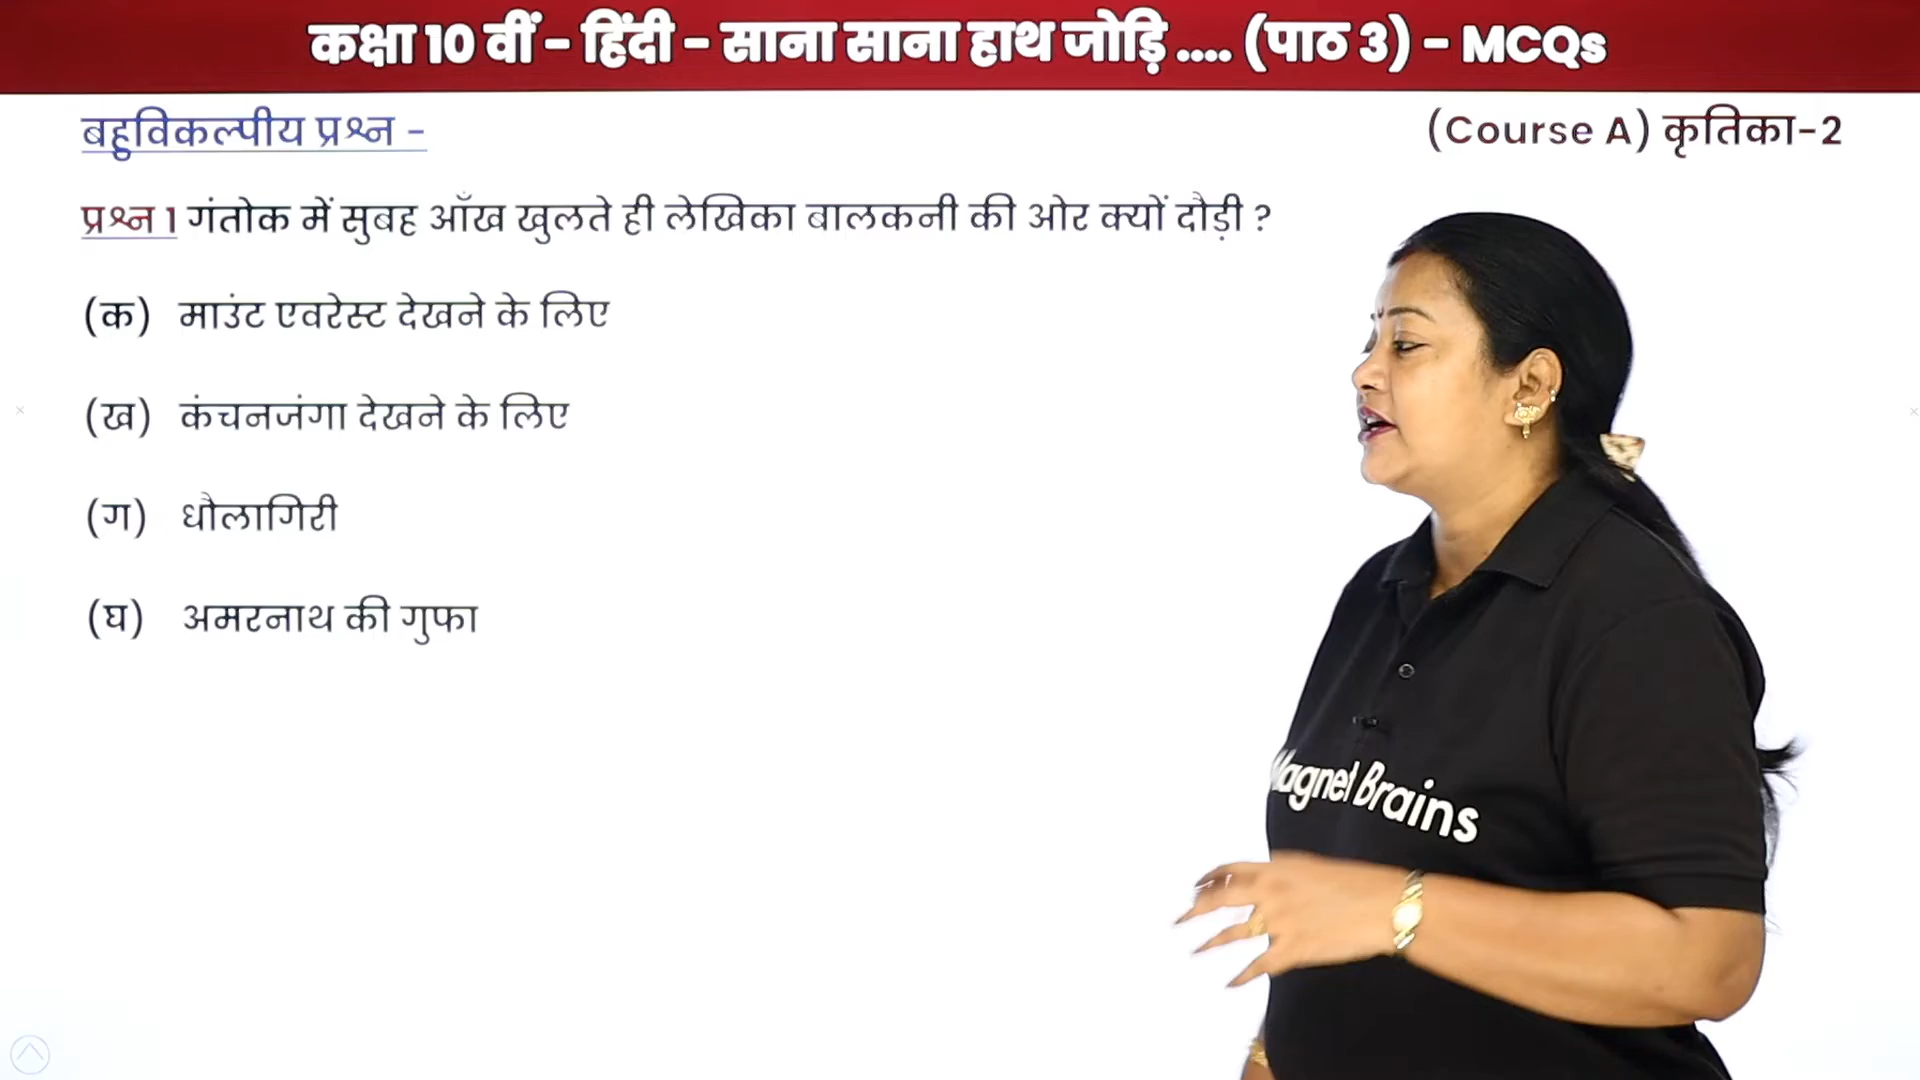 कक्षा 10 वीं – हिंदी – साना साना हाथ जोड़ि .... (पाठ 3) – MCQs
बहुविकल्पीय प्रश्न –
(Course A) कृतिका-2
प्रश्न 1 गंतोक में सुबह आँख खुलते ही लेखिका बालकनी की ओर क्यों दौड़ी ?
(क) माउंट एवरेस्ट देखने के लिए
(ख) कंचनजंगा देखने के लिए
(ग) धौलागिरी
(घ) अमरनाथ की गुफा
Magnet Brains